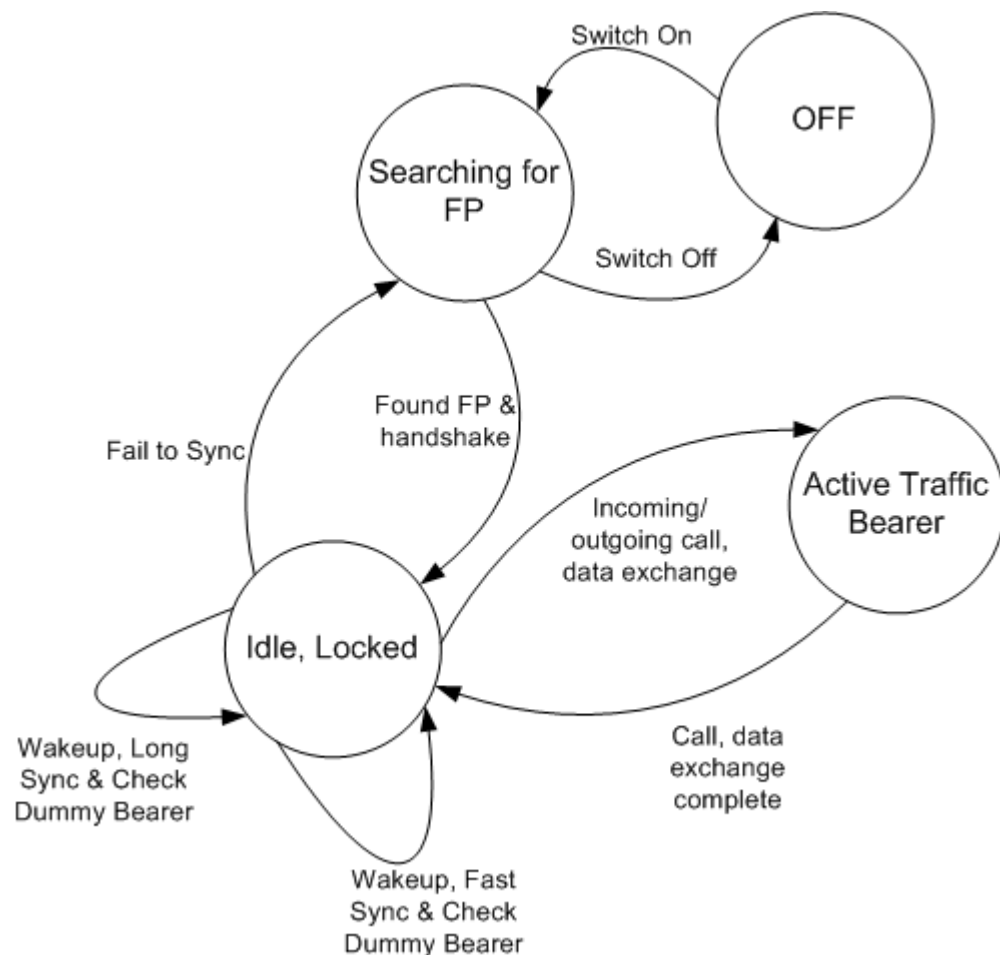 Switch On
OFF
Searching for
FP
Switch Off
Found FP &
handshake
Fail to Sync
Active Traffic
Bearer
Incoming/
outgoing call,
data exchange
Idle, Locked
Call, data
exchange
complete
Wakeup, Long
Sync & Check
Dummy Bearer
Wakeup, Fast
Sync & Check
Dummy Bearer